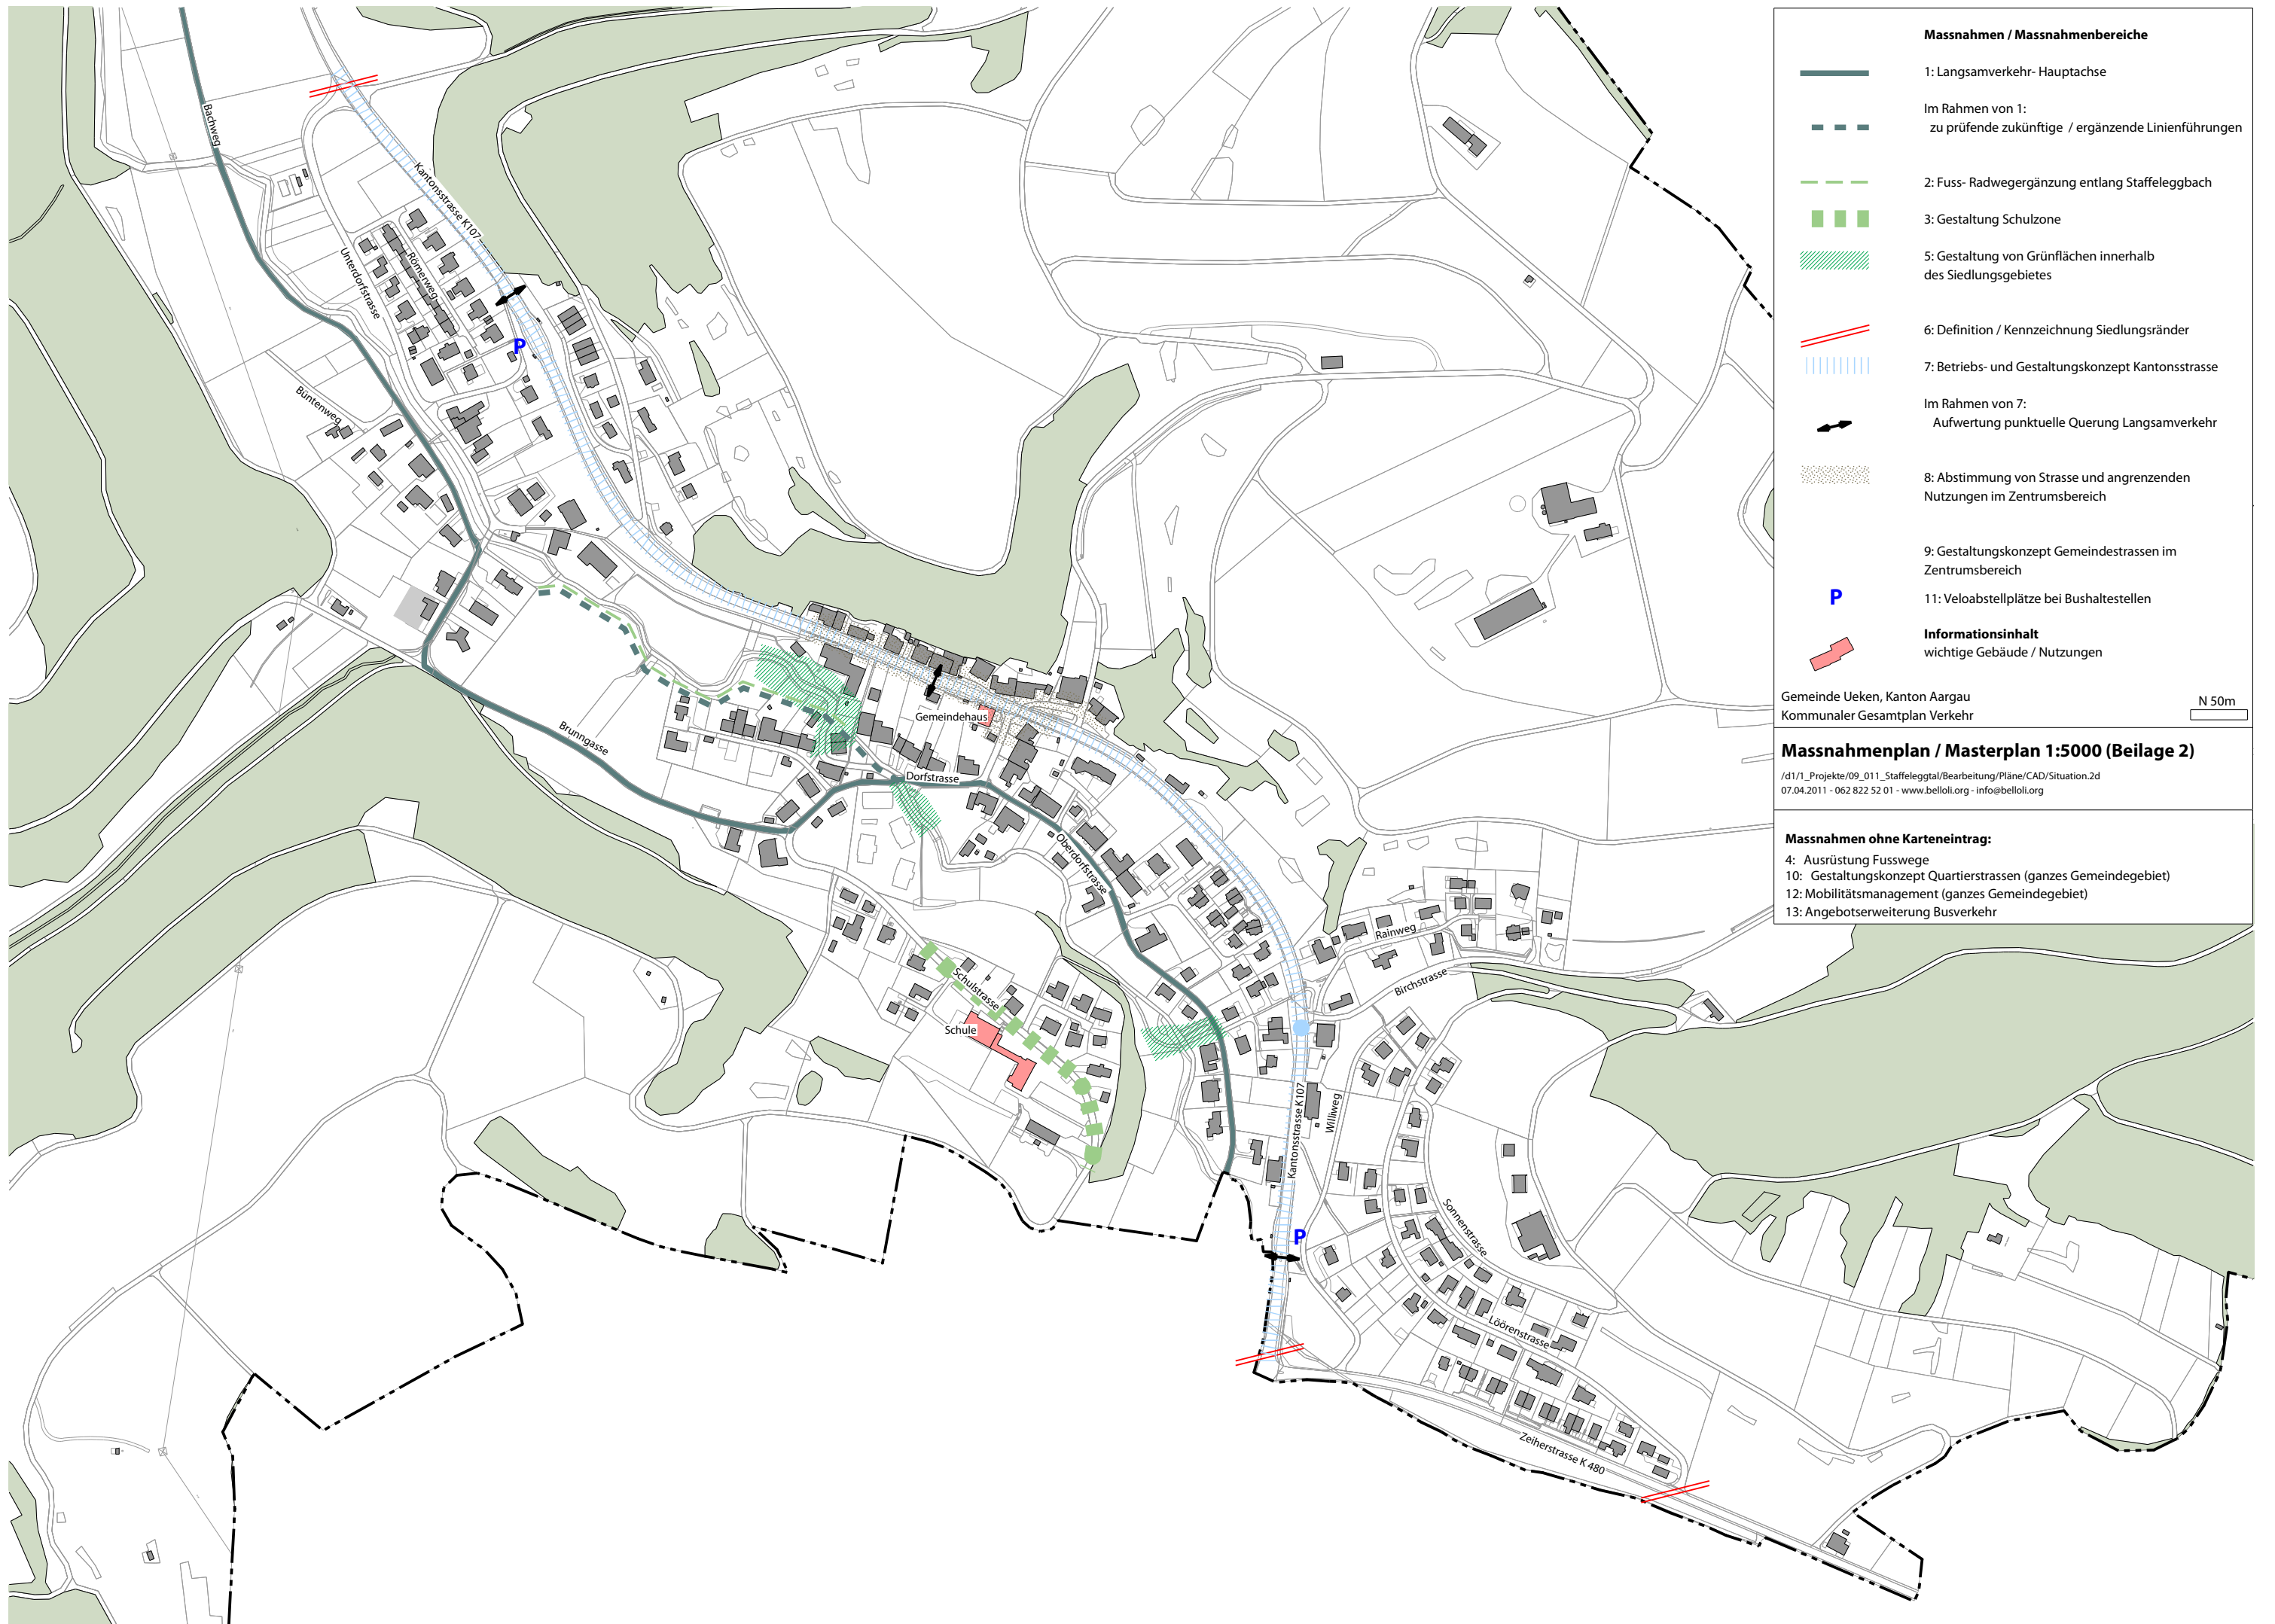 Massnahmen / Massnahmenbereiche
1: Langsamverkehr- Hauptachse
Im Rahmen von 1:
zu prüfende zukünftige / ergänzende Linienführungen
2: Fuss- Radwegergänzung entlang Staffeleggbach
3: Gestaltung Schulzone
5: Gestaltung von Grünflächen innerhalb
des Siedlungsgebietes
6: Definition / Kennzeichnung Siedlungsränder
7: Betriebs- und Gestaltungskonzept Kantonsstrasse
Im Rahmen von 7:
Aufwertung punktuelle Querung Langsamverkehr
8: Abstimmung von Strasse und angrenzenden
Nutzungen im Zentrumsbereich
9: Gestaltungskonzept Gemeindestrassen im
Zentrumsbereich
P
11: Veloabstellplätze bei Bushaltestellen
Informationsinhalt
wichtige Gebäude / Nutzungen
Gemeinde Ueken, Kanton Aargau
Kommunaler Gesamtplan Verkehr
N 50m
Massnahmenplan / Masterplan 1:5000 (Beilage 2)
/d1/1_Projekte/09_011_Staffeleggtal/Bearbeitung/Pläne/CAD/Situation.2d
07.04.2011 - 062 822 52 01 - www.belloli.org - info@belloli.org
Massnahmen ohne Karteneintrag:
4: Ausrüstung Fusswege
10: Gestaltungskonzept Quartierstrassen (ganzes Gemeindegebiet)
12: Mobilitätsmanagement (ganzes Gemeindegebiet)
13: Angebotserweiterung Busverkehr
Bachweg
Kantonsstrasse K107
Unterdorfstrasse
Römerweg
P
Büntenweg
Brunngasse
Gemeindehaus
Dorfstrasse
Oberdorfstrasse
Rainweg
Birchstrasse
Schulstrasse
Schule
Kantonsstrasse K107
Williweg
P
Sonnenstrasse
Löörenstrasse
Zeiherstrasse K 480